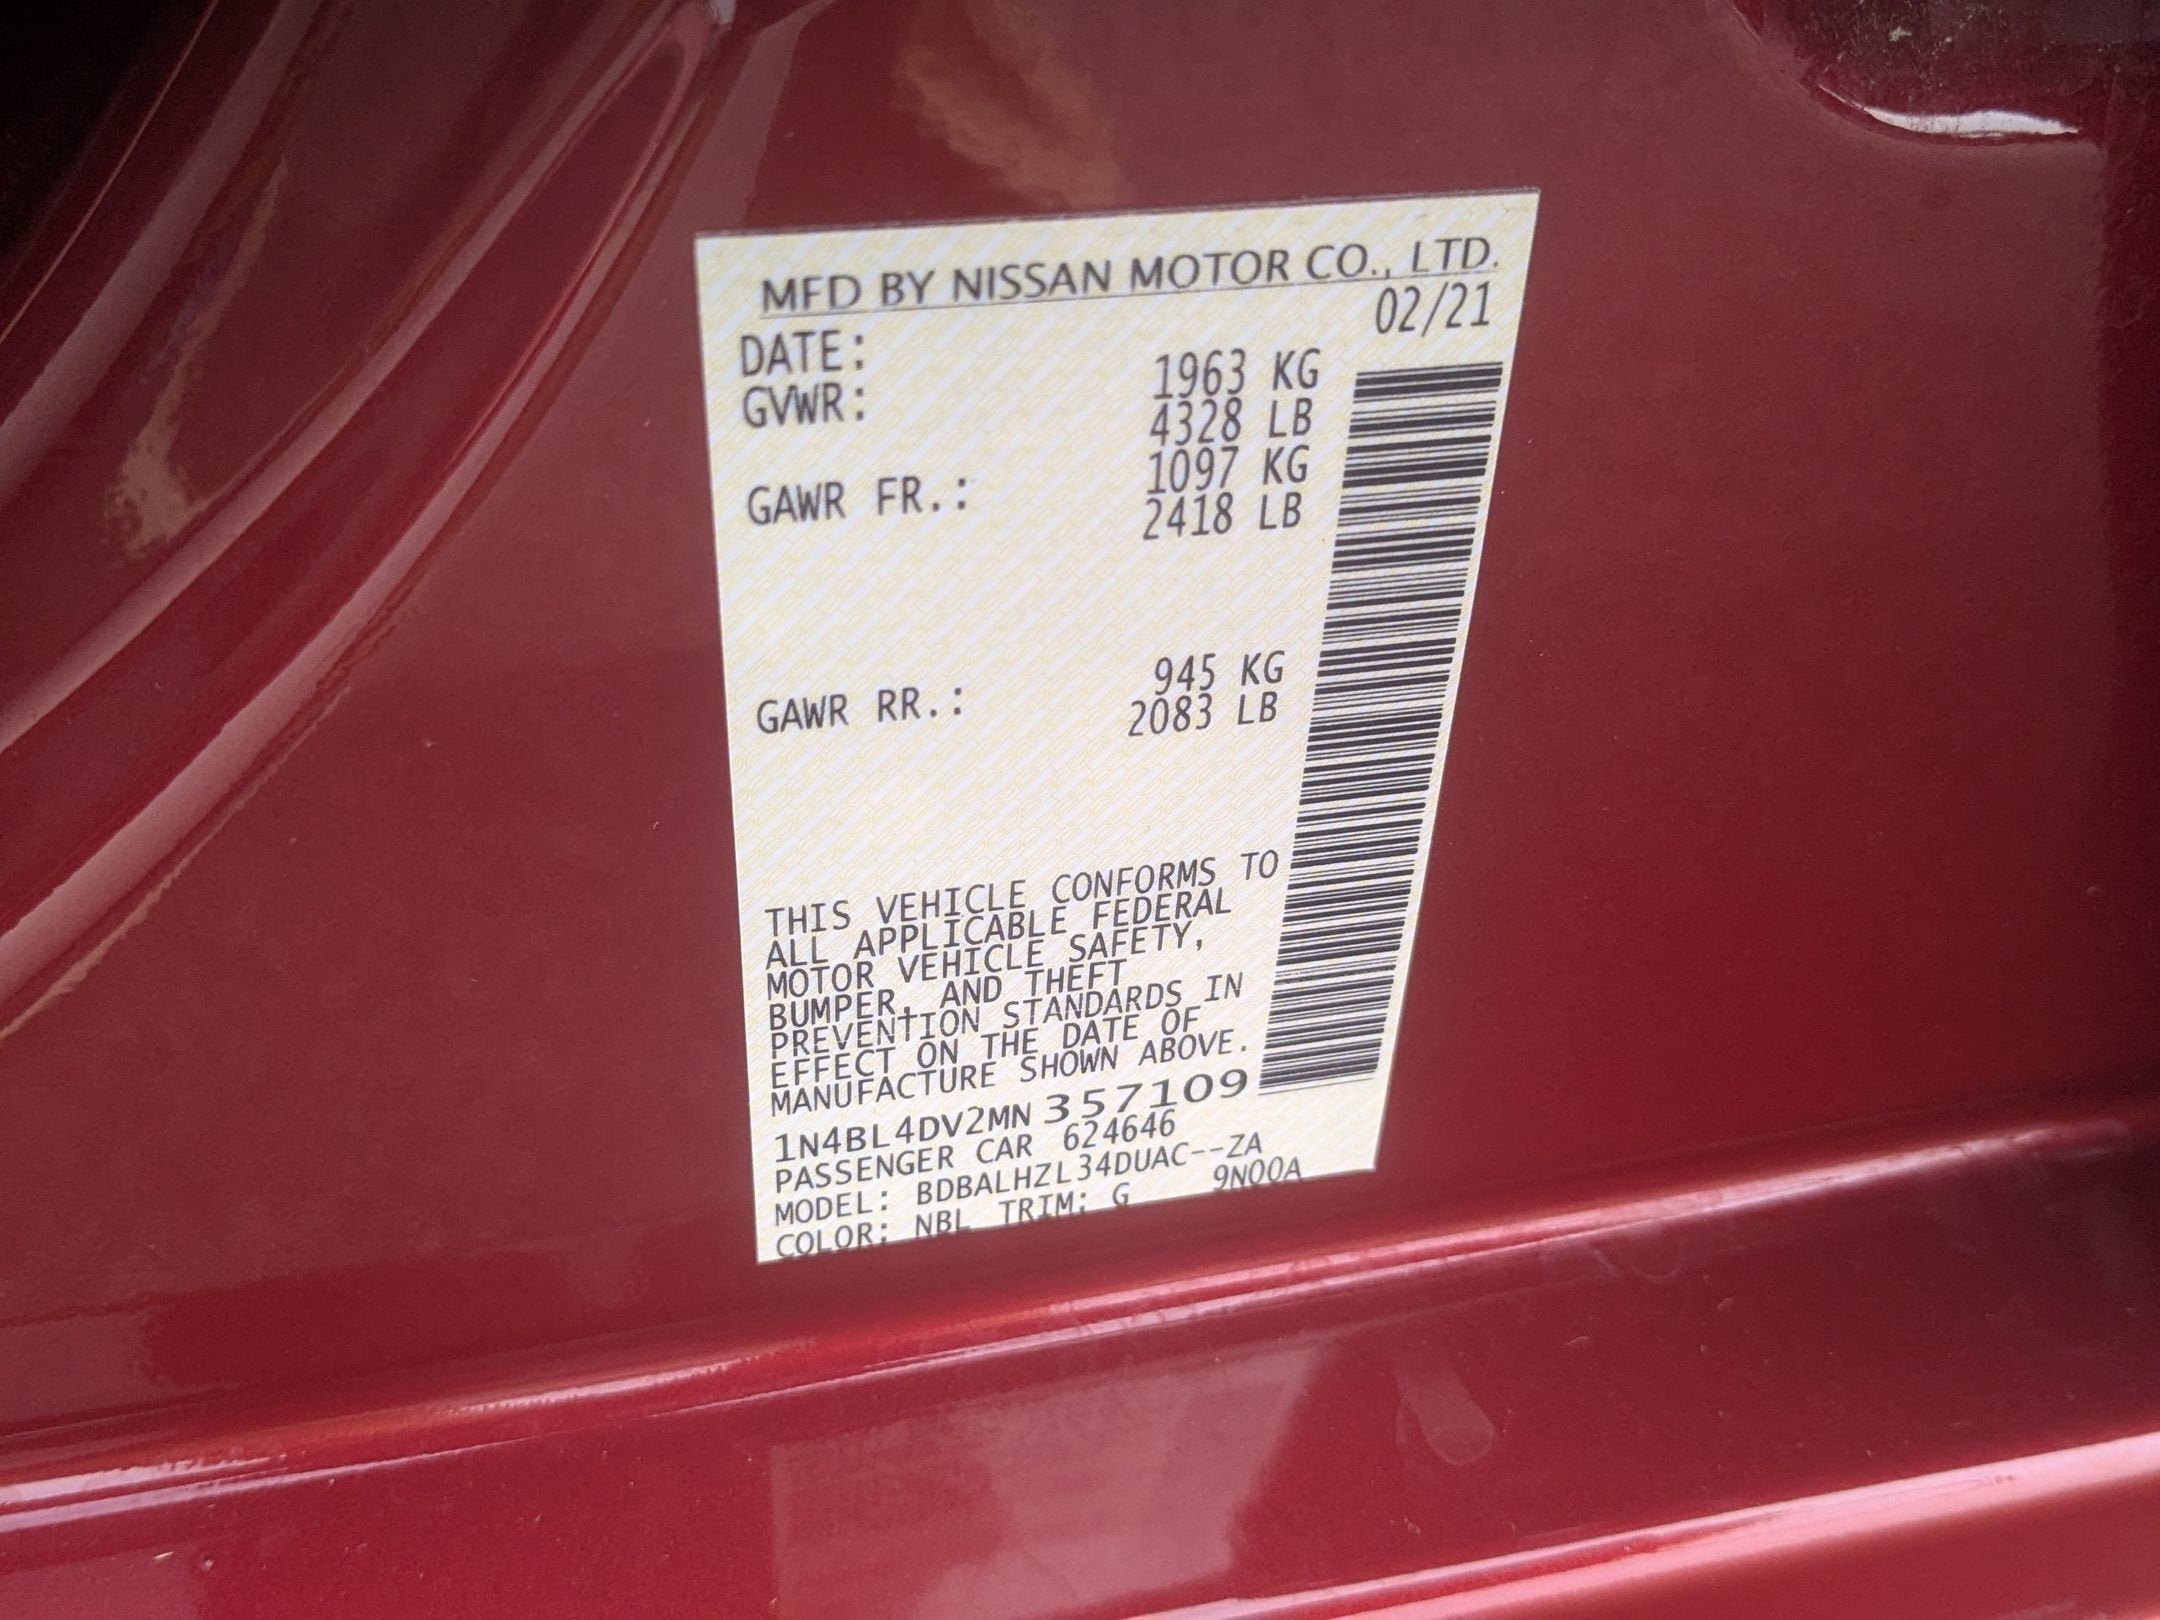 MFD BY NISSAN MOTOR CO., LTD.
DATE: 02/21
GVWR: 1963 KG
4328 LB
GAWR FR.: 1097 KG
2418 LB
GAWR RR.: 945 KG
2083 LB
THIS VEHICLE CONFORMS TO
ALL APPLICABLE FEDERAL
MOTOR VEHICLE SAFETY,
BUMPER, AND THEFT
PREVENTION STANDARDS IN
EFFECT ON THE DATE OF
MANUFACTURE SHOWN ABOVE.
1N4BL4DV2MN 357109
PASSENGER CAR 624646
MODEL: BDBALHZL34DUAC--ZA
COLOR: NBL TRIM: G 9N00A